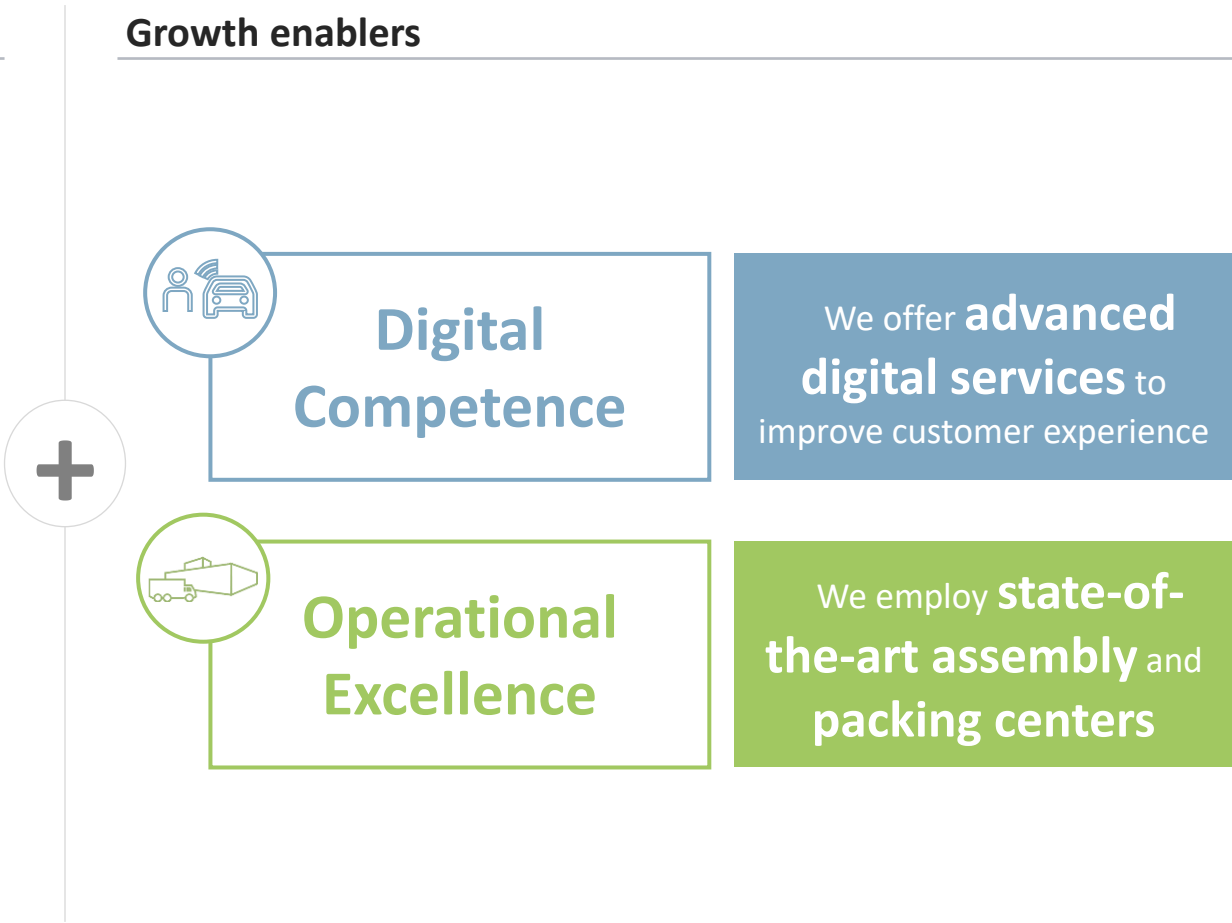 Growth enablers
Digital
Competence
We offer advanced
digital services to
improve customer experience
Operational
Excellence
We employ state-of-
the-art assembly and
packing centers